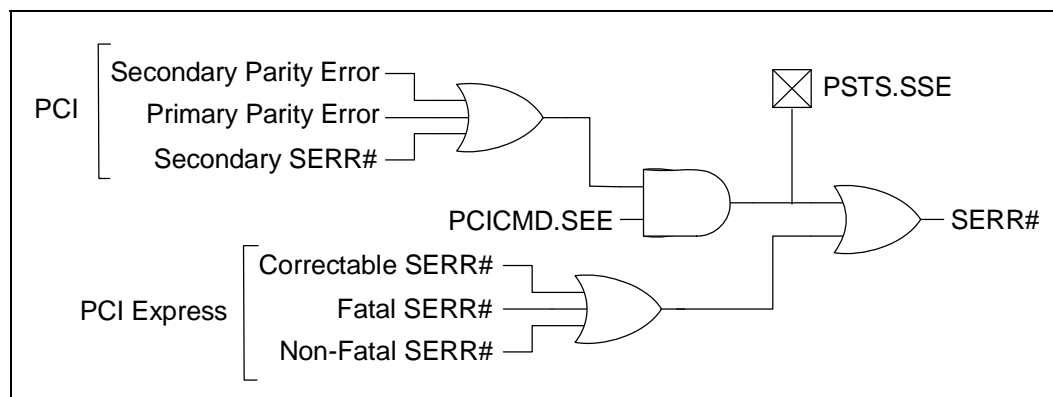 PCI
Secondary Parity Error
Primary Parity Error
Secondary SERR#
PSTS.SSE
PCICMD.SEE
SERR#
PCI Express
Correctable SERR#
Fatal SERR#
Non-Fatal SERR#